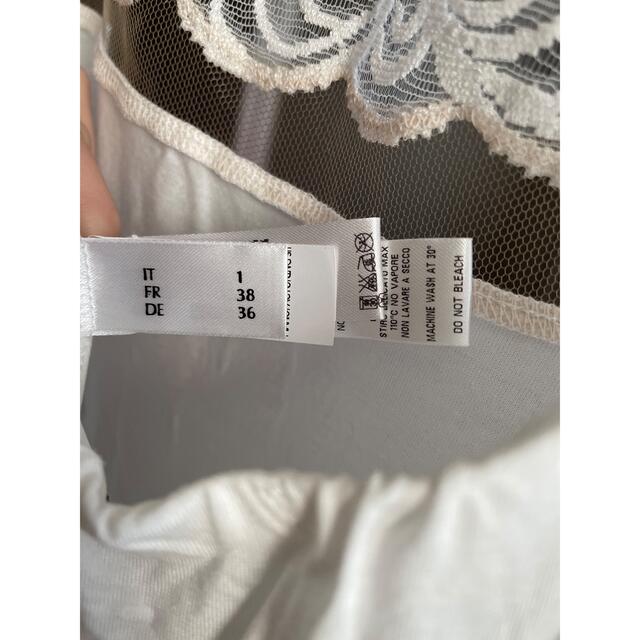 IT 1
FR 38
DE 36
STIRO DELICATO MAX
110°C NO VAPORE
NON LAVARE A SECCO
MACHINE WASH AT 30°
DO NOT BLEACH